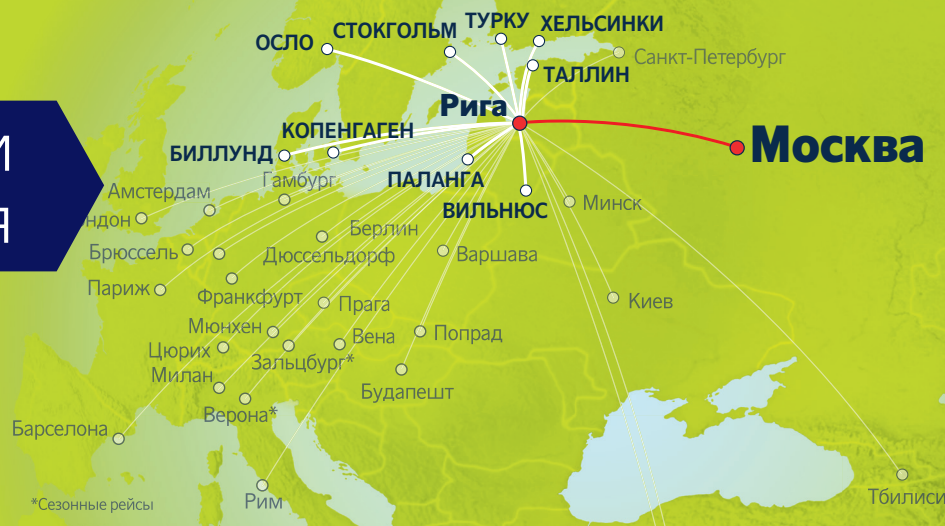 ТУРКУ
ХЕЛЬСИНКИ
СТОКГОЛЬМ
ОСЛО
Санкт-Петербург
ТАЛЛИН
Рига
КОПЕНГАГЕН
И
Москва
БИЛЛУНД
Гамбург
ПАЛАНГА
Амстердам
ВИЛЬНЮС
Минск
Я
ндон
Берлин
Брюссель
Дюссельдорф
Варшава
Париж
Франкфурт
Прага
Киев
Мюнхен
Вена
Попрад
Цюрих
Зальцбург*
Милан
Будапешт
Верона*
Барселона
Рим
Тбилиси
*Сезонные рейсы